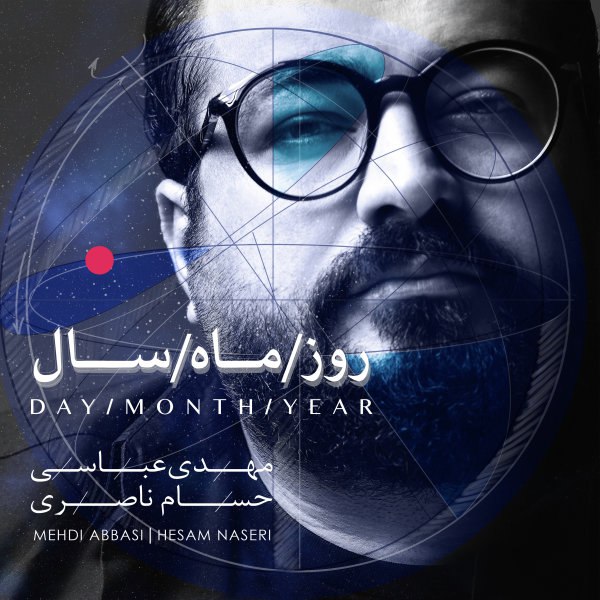 روز/ماه/سال
DAY/MONTH/YEAR
مهدی عباسی
حسام ناصری
MEHDI ABBASI | HESAM NASERI